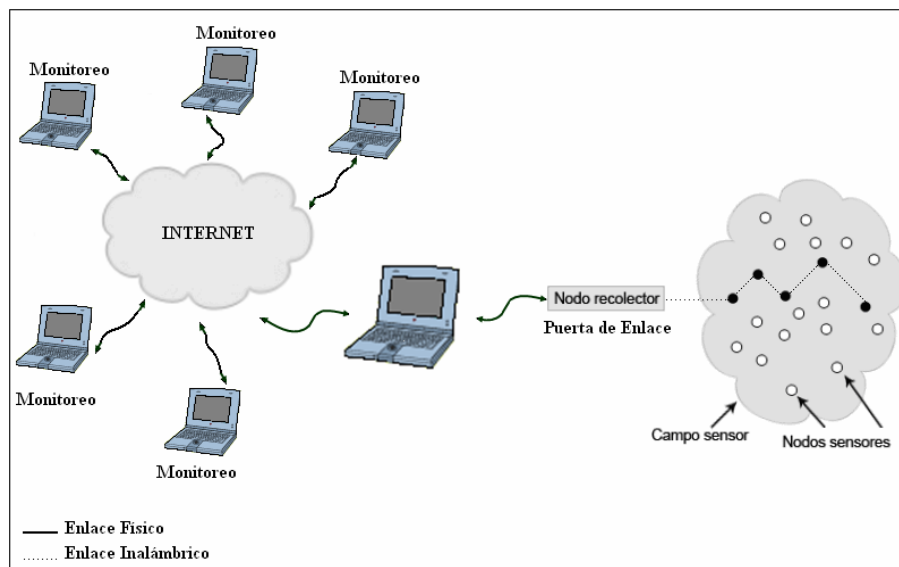 Monitoreo
Monitoreo
Monitoreo
INTERNET
Nodo recolector
Puerta de Enlace
Monitoreo
Monitoreo
Campo sensor
Nodos sensores
Enlace Físico
Enlace Inalámbrico